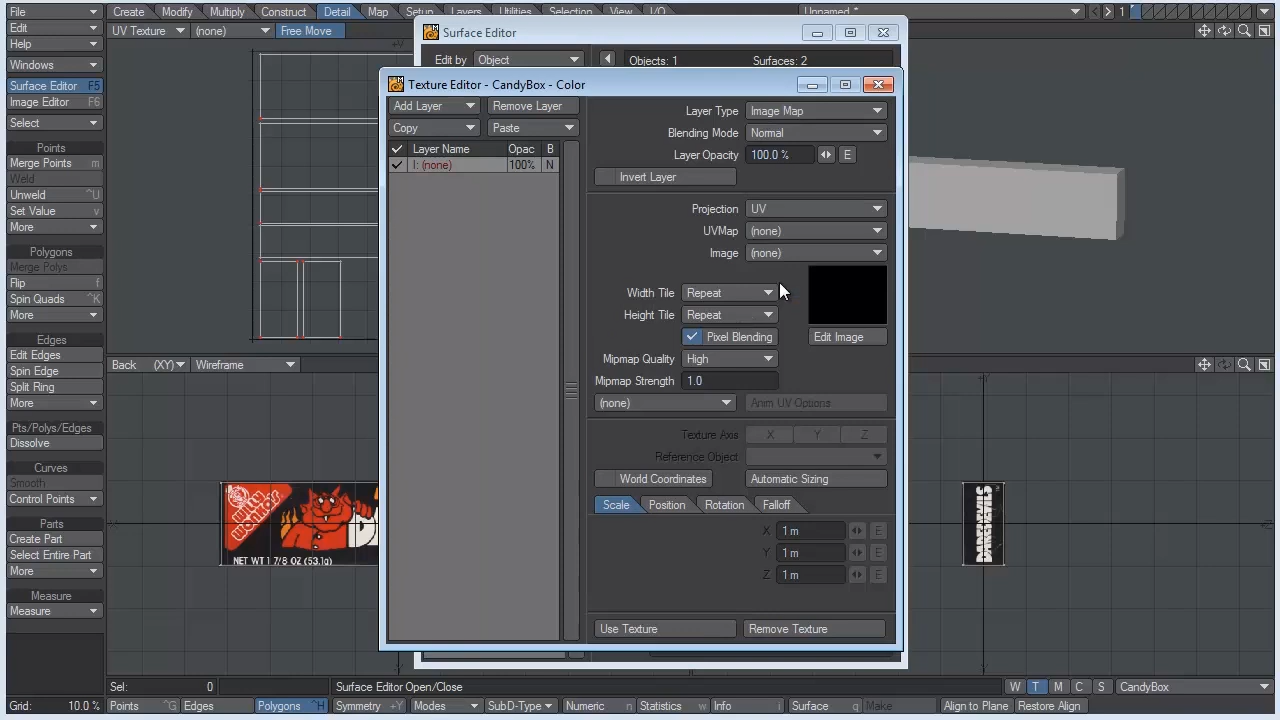 File
Create
Modify
Multiply
Construct
Detail
Map
Setup
Layers
Utilities
Selection
View
I/O
Unnamed *
1
Edit
UV Texture
(none)
Free Move
Surface Editor
Help
Edit by
Object
Objects: 1
Surfaces: 2
Windows
Surface Editor F5
Image Editor F6
Select
Points
Merge Points m
Weld
Unweld ^U
Set Value v
More
Polygons
Merge Polys
Flip f
Spin Quads ^K
More
Edges
Edit Edges
Spin Edge
Split Ring
More
Pts/Polys/Edges
Dissolve
Curves
Smooth
Control Points
Parts
Create Part
Select Entire Part
More
Measure
Measure
Texture Editor - CandyBox - Color
Add Layer
Remove Layer
Copy
Paste
Layer Name
Opac
B
I: (none)
100%
N
Layer Type
Image Map
Blending Mode
Normal
Layer Opacity
100.0 %
E
Invert Layer
Projection
UV
UVMap
(none)
Image
(none)
Width Tile
Repeat
Height Tile
Repeat
Pixel Blending
Edit Image
Mipmap Quality
High
Mipmap Strength
1.0
(none)
Anim UV Options
Texture Axis
X
Y
Z
Reference Object
World Coordinates
Automatic Sizing
Scale
Position
Rotation
Falloff
X
1 m
E
Y
1 m
E
Z
1 m
E
Use Texture
Remove Texture
Back
(XY)
Wireframe
WILLY
WONKA'S
D
NET WT 1 7/8 OZ (53.1g)
DAREDEVILS
Sel: 0
Surface Editor Open/Close
W
T
M
C
S
CandyBox
Grid: 10.0 %
Points ^G
Edges
Polygons ^H
Symmetry +Y
Modes
SubD-Type
Numeric n
Statistics w
Info i
Surface q
Make
Align to Plane
Restore Align